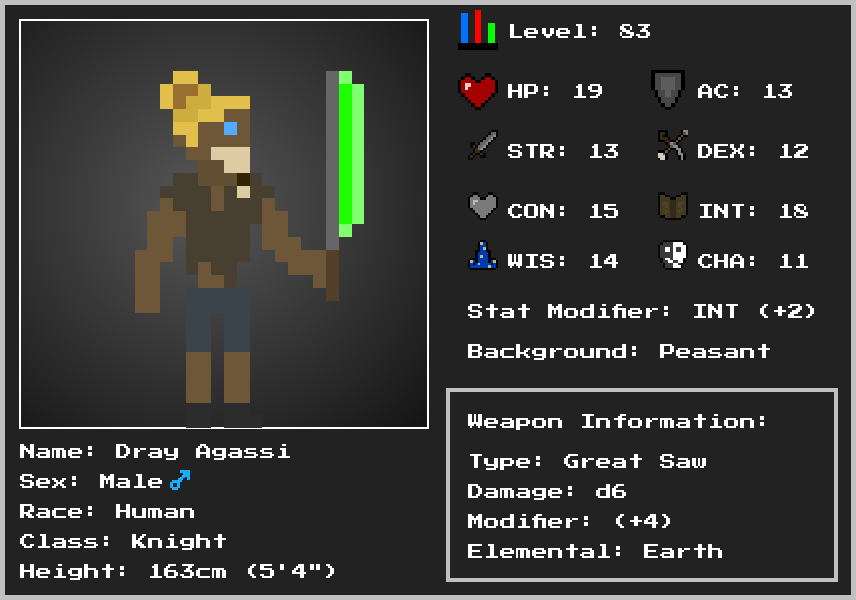 Level: 83
HP: 19
AC: 13
STR: 13
DEX: 12
CON: 15
INT: 18
WIS: 14
CHA: 11
Stat Modifier: INT (+2)
Background: Peasant
Weapon Information:
Type: Great Saw
Damage: d6
Modifier: (+4)
Elemental: Earth
Name: Dray Agassi
Sex: Male♂
Race: Human
Class: Knight
Height: 163cm (5'4")